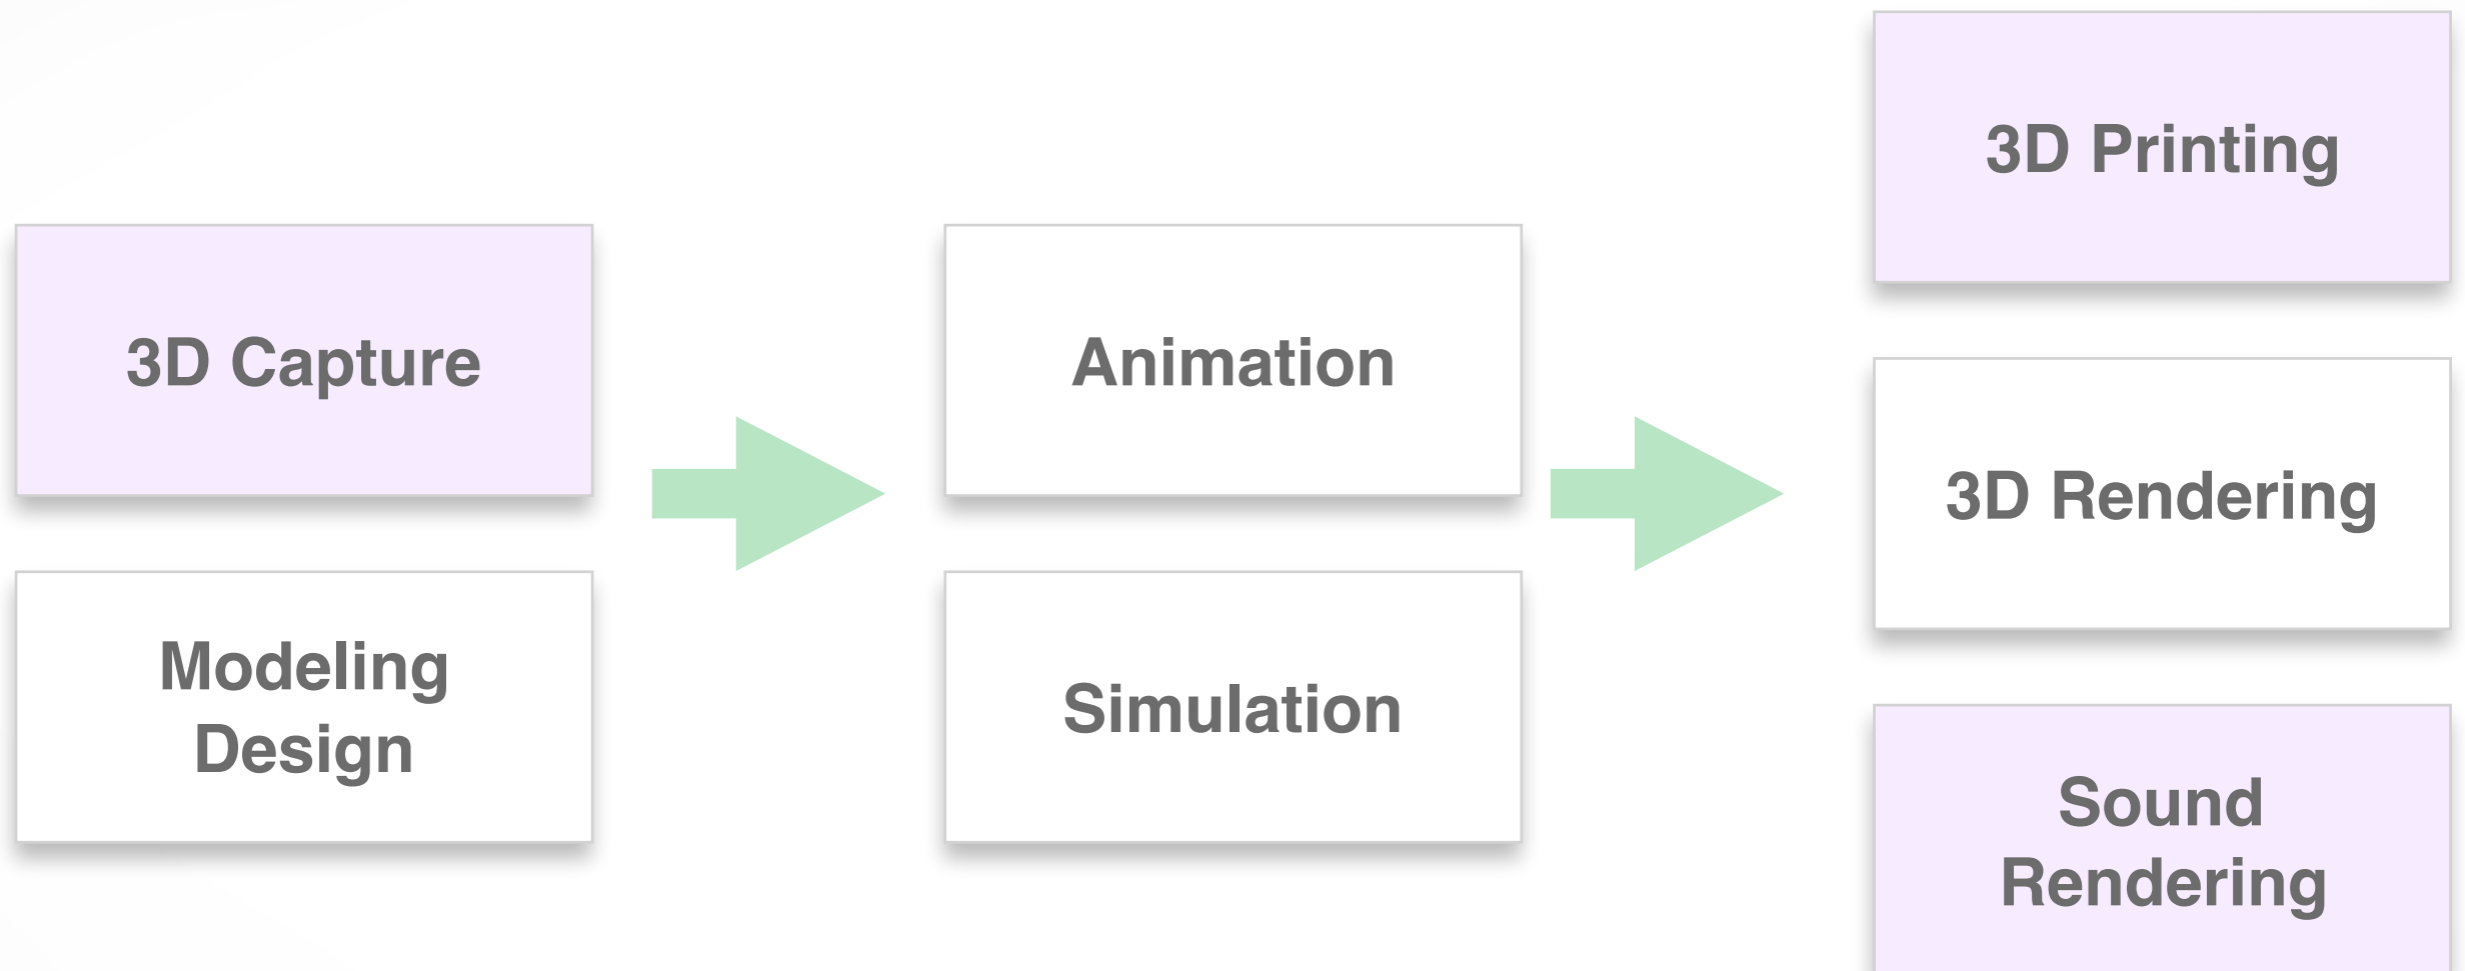 3D Capture
Modeling
Design
Animation
Simulation
3D Printing
3D Rendering
Sound
Rendering